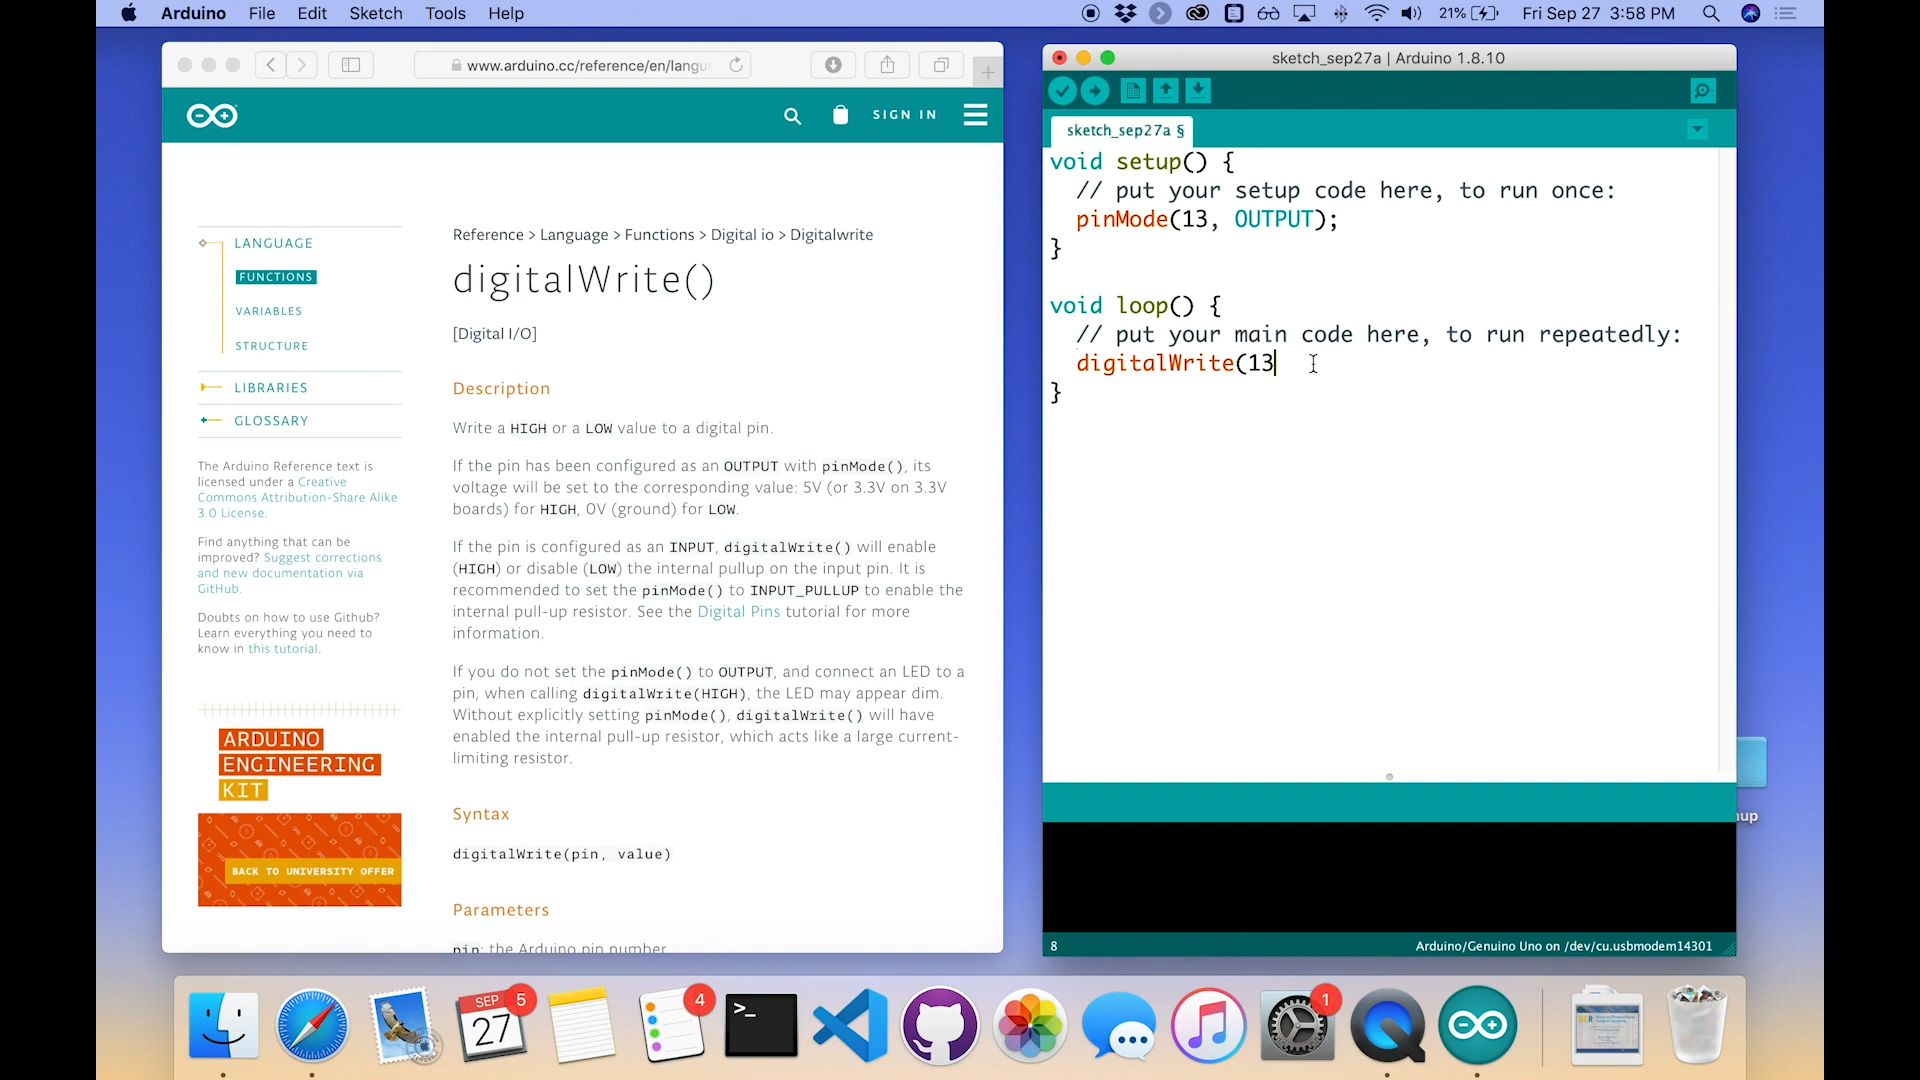 Arduino File Edit Sketch Tools Help
21% Fri Sep 27 3:58 PM
www.arduino.cc/reference/en/langu
SIGN IN
LANGUAGE
FUNCTIONS
VARIABLES
STRUCTURE
LIBRARIES
GLOSSARY
The Arduino Reference text is
licensed under a Creative
Commons Attribution-Share Alike
3.0 License.
Find anything that can be
improved? Suggest corrections
and new documentation via
GitHub.
Doubts on how to use Github?
Learn everything you need to
know in this tutorial.
ARDUINO
ENGINEERING
KIT
BACK TO UNIVERSITY OFFER
Reference > Language > Functions > Digital io > Digitalwrite
digitalWrite()
[Digital I/O]
Description
Write a HIGH or a LOW value to a digital pin.
If the pin has been configured as an OUTPUT with pinMode(), its
voltage will be set to the corresponding value: 5V (or 3.3V on 3.3V
boards) for HIGH, 0V (ground) for LOW.
If the pin is configured as an INPUT, digitalWrite() will enable
(HIGH) or disable (LOW) the internal pullup on the input pin. It is
recommended to set the pinMode() to INPUT_PULLUP to enable the
internal pull-up resistor. See the Digital Pins tutorial for more
information.
If you do not set the pinMode() to OUTPUT, and connect an LED to a
pin, when calling digitalWrite(HIGH), the LED may appear dim.
Without explicitly setting pinMode(), digitalWrite() will have
enabled the internal pull-up resistor, which acts like a large current-
limiting resistor.
Syntax
digitalWrite(pin, value)
Parameters
pin: the Arduino pin number
sketch_sep27a | Arduino 1.8.10
sketch_sep27a §
void setup() {
// put your setup code here, to run once:
pinMode(13, OUTPUT);
}
void loop() {
// put your main code here, to run repeatedly:
digitalWrite(13
}
8 Arduino/Genuino Uno on /dev/cu.usbmodem14301
SEP
27
5
4
1
>_